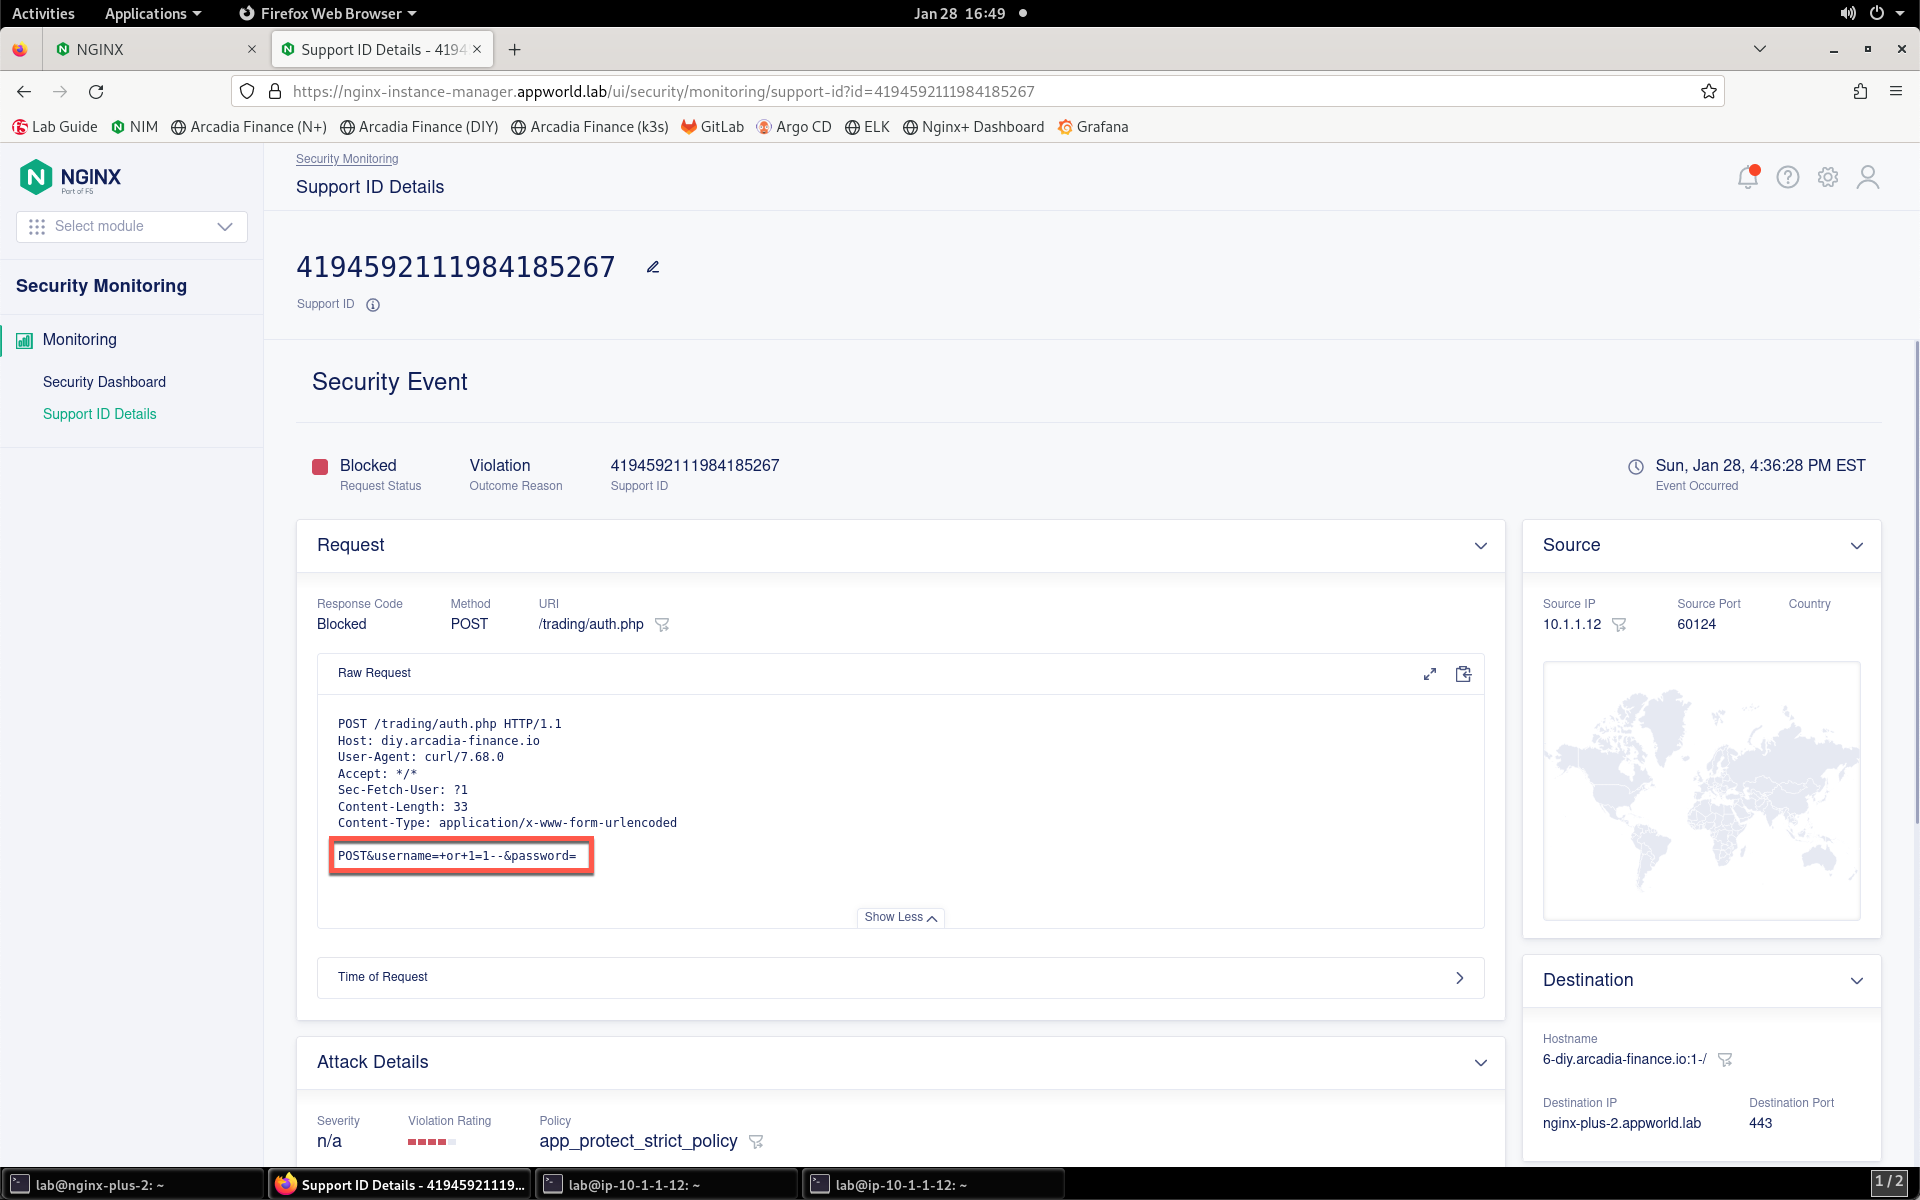 Activities Applications Firefox Web Browser Jan 28 16:49
NGINX Support ID Details - 4194
https://nginx-instance-manager.appworld.lab/ui/security/monitoring/support-id?id=4194592111984185267
Lab Guide NIM Arcadia Finance (N+) Arcadia Finance (DIY) Arcadia Finance (k3s) GitLab Argo CD ELK Nginx+ Dashboard Grafana
NGINX
Part of F5
Select module
Security Monitoring
Monitoring
Security Dashboard
Support ID Details
Security Monitoring
Support ID Details
4194592111984185267
Support ID
Security Event
Blocked Violation 4194592111984185267 Sun, Jan 28, 4:36:28 PM EST
Request Status Outcome Reason Support ID Event Occurred
Request
Response Code Method URI
Blocked POST /trading/auth.php
Raw Request
POST /trading/auth.php HTTP/1.1
Host: diy.arcadia-finance.io
User-Agent: curl/7.68.0
Accept: */*
Sec-Fetch-User: ?1
Content-Length: 33
Content-Type: application/x-www-form-urlencoded
POST&username=+or+1=1--&password=
Show Less
Time of Request
Attack Details
Severity Violation Rating Policy
n/a app_protect_strict_policy
Source
Source IP Source Port Country
10.1.1.12 60124
Destination
Hostname
6-diy.arcadia-finance.io:1-/
Destination IP Destination Port
nginx-plus-2.appworld.lab 443
lab@nginx-plus-2: ~ Support ID Details - 41945921119... lab@ip-10-1-1-12: ~ lab@ip-10-1-1-12: ~ 1 / 2